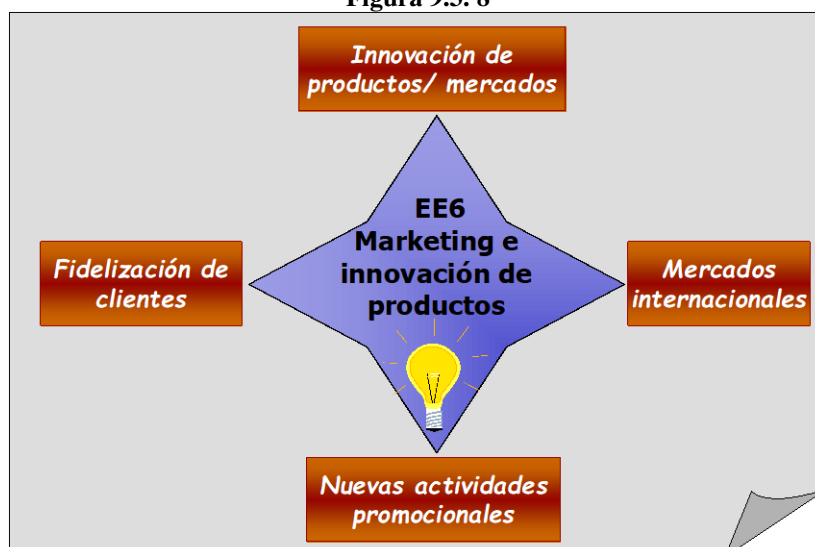 Figura 9.3. 8
Innovación de
productos/ mercados
EE6
Marketing e
innovación de
productos
Fidelización de
clientes
Mercados
internacionales
Nuevas actividades
promocionales